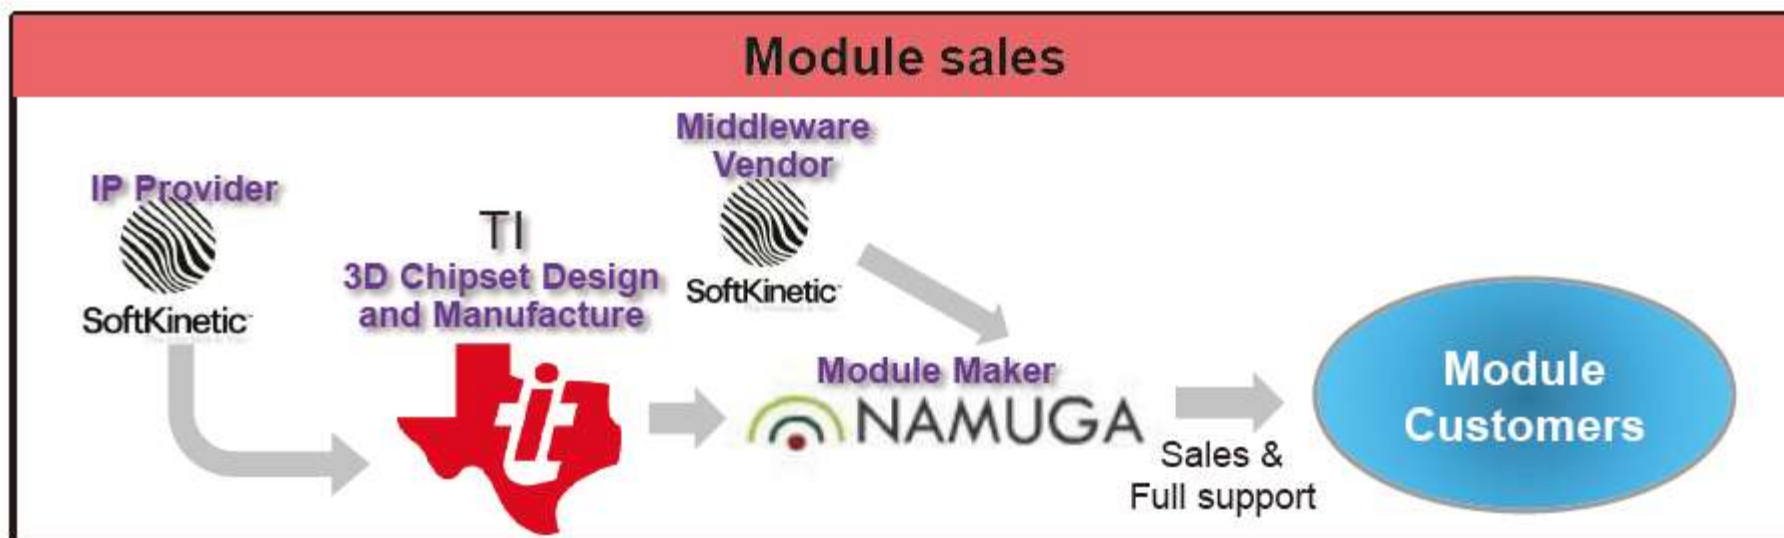 Module sales
IP Provider
SoftKinetic
TI
3D Chipset Design
and Manufacture
Middleware
Vendor
SoftKinetic
Module Maker
NAMUGA
Sales &
Full support
Module
Customers